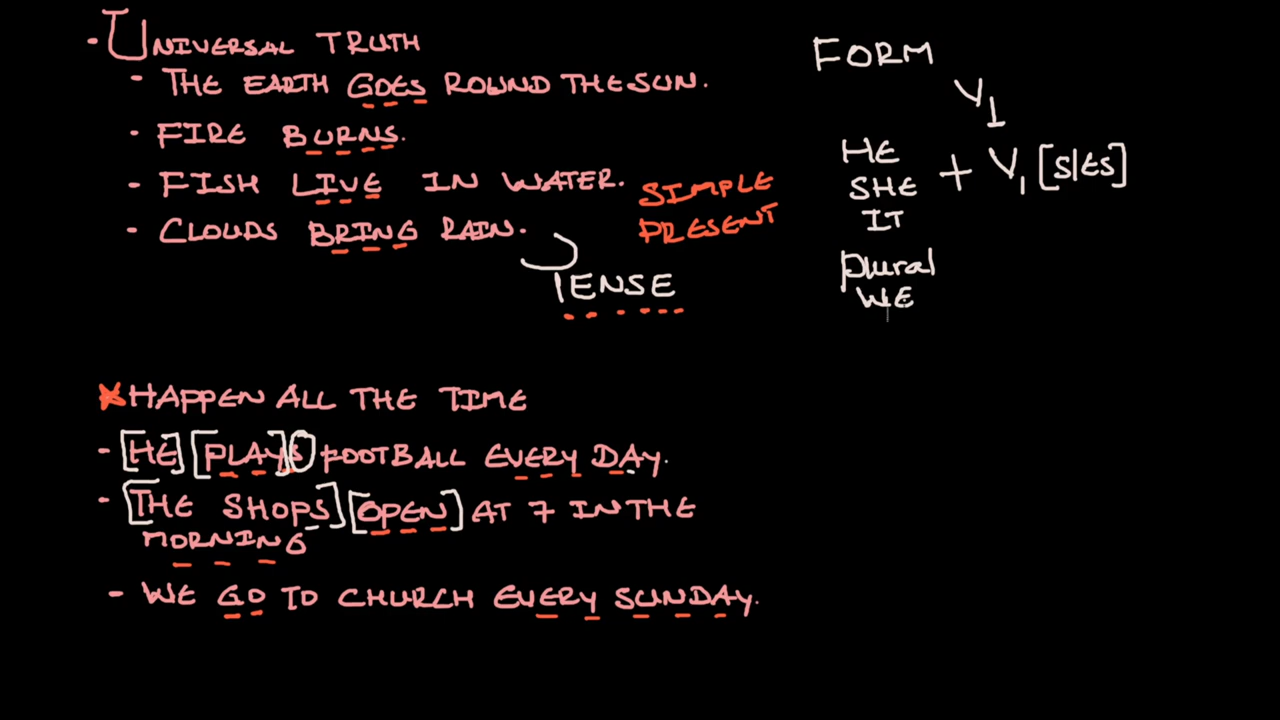 · UNIVERSAL TRUTH
· THE EARTH GOES ROUND THE SUN.
· FIRE BURNS.
- FISH LIVE IN WATER.
· CLOUDS BRING RAIN.
SIMPLE
PRESENT
TENSE
FORM
V1
HE
SHE
IT
+ V1 [S|ES]
plural
WE
*HAPPEN ALL THE TIME
- [HE] [PLAY]S FOOTBALL EVERY DAY.
- [THE SHOPS] [OPEN] AT 7 IN THE
MORNING
- WE GO TO CHURCH EVERY SUNDAY.